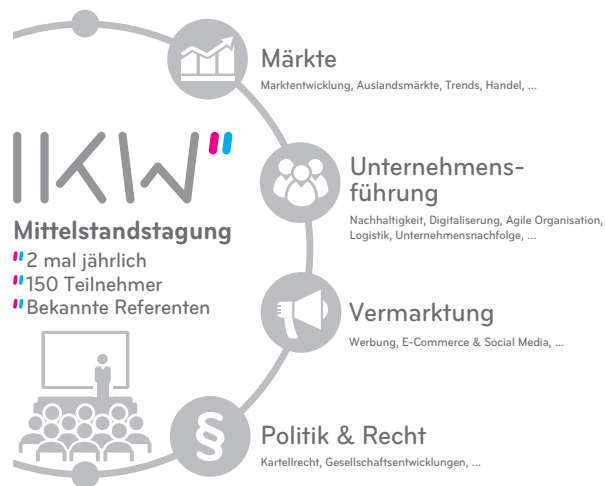 IKW"
Mittelstandstagung
2 mal jährlich
150 Teilnehmer
Bekannte Referenten
Märkte
Marktentwicklung, Auslandsmärkte, Trends, Handel, ...
Unternehmens-
führung
Nachhaltigkeit, Digitaliserung, Agile Organisation,
Logistik, Unternehmensnachfolge, ...
Vermarktung
Werbung, E-Commerce & Social Media, ...
§
Politik & Recht
Kartellrecht, Gesellschaftsentwicklungen, ...